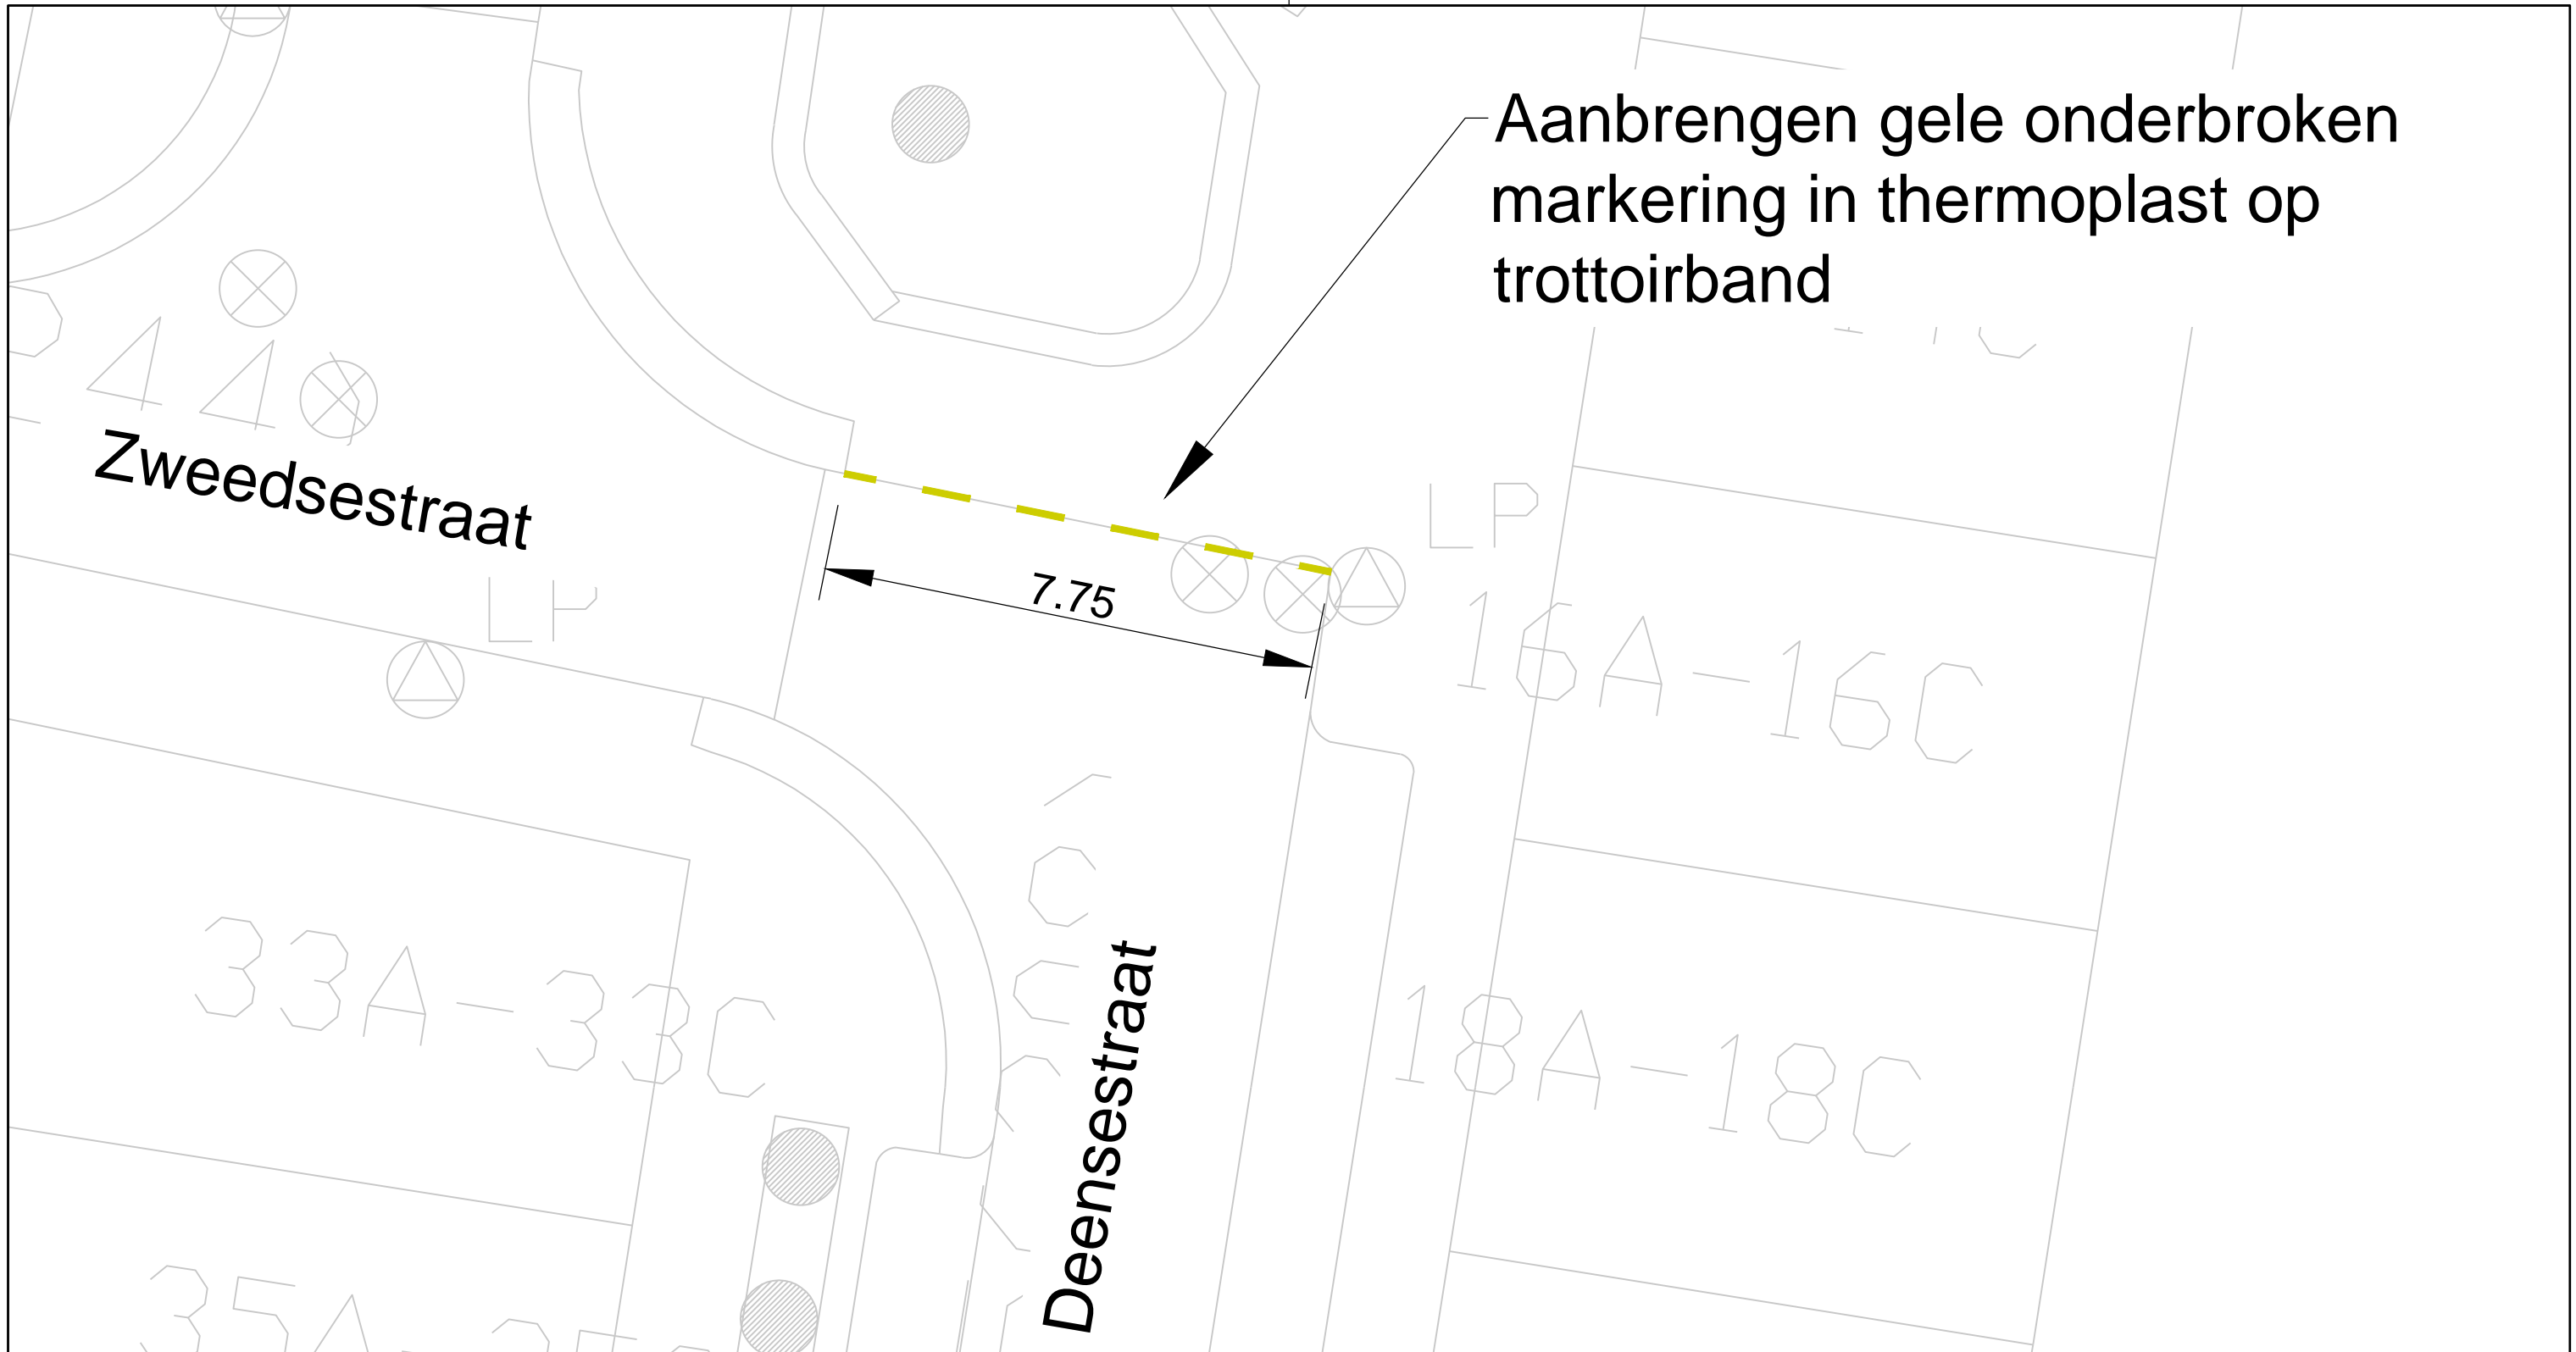 Aanbrengen gele onderbroken
markering in thermoplast op
trottoirband
Zweedsestraat
LP
7.75
LP
16A-16C
33A-33C
18A-18C
Deensestraat